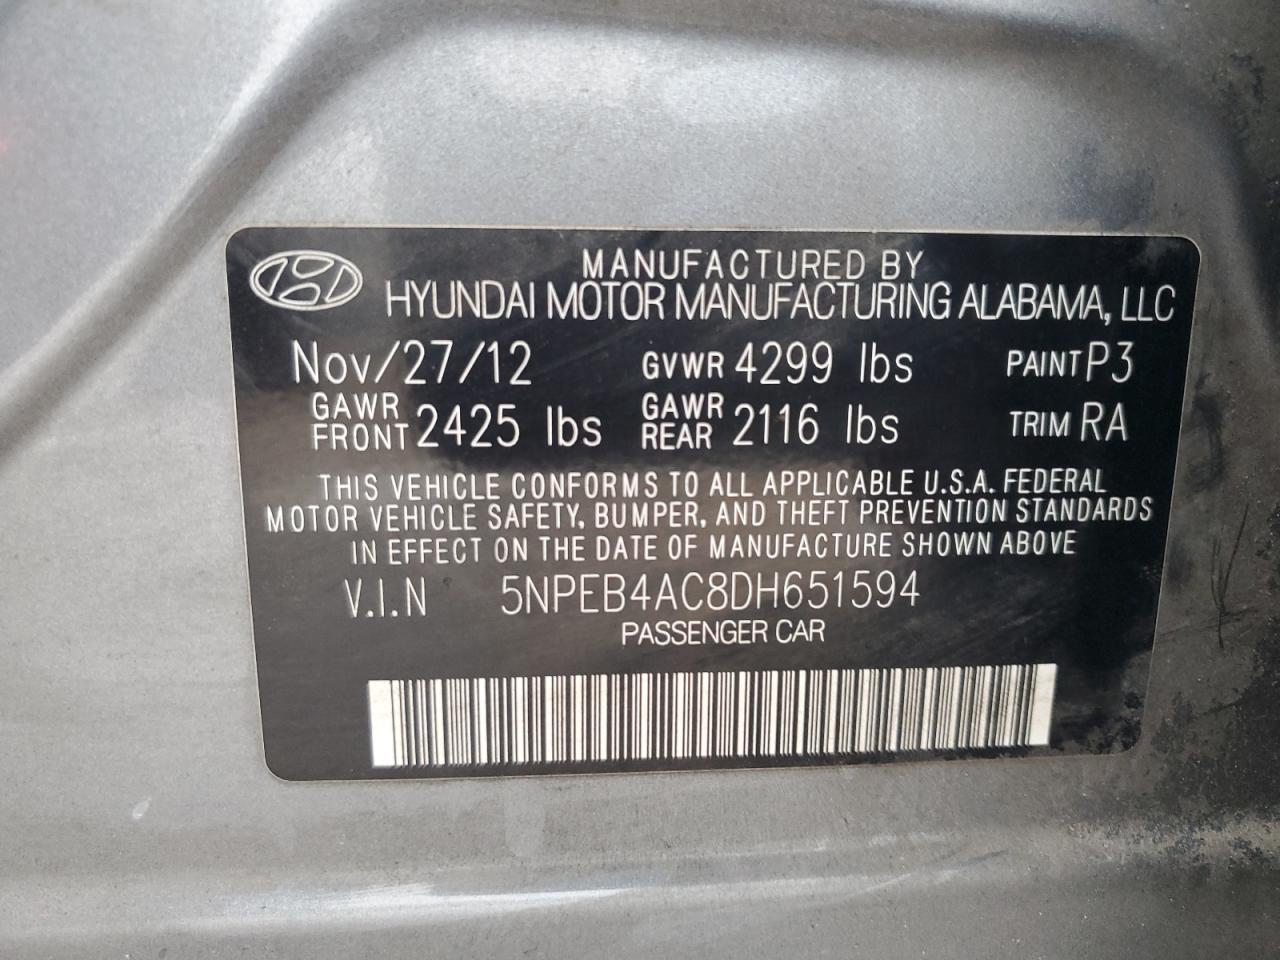 MANUFACTURED BY
HYUNDAI MOTOR MANUFACTURING ALABAMA, LLC
Nov/27/12 GVWR 4299 lbs PAINT P3
GAWR FRONT 2425 lbs GAWR REAR 2116 lbs TRIM RA
THIS VEHICLE CONFORMS TO ALL APPLICABLE U.S.A. FEDERAL
MOTOR VEHICLE SAFETY, BUMPER, AND THEFT PREVENTION STANDARDS
IN EFFECT ON THE DATE OF MANUFACTURE SHOWN ABOVE
V.I.N 5NPEB4AC8DH651594
PASSENGER CAR